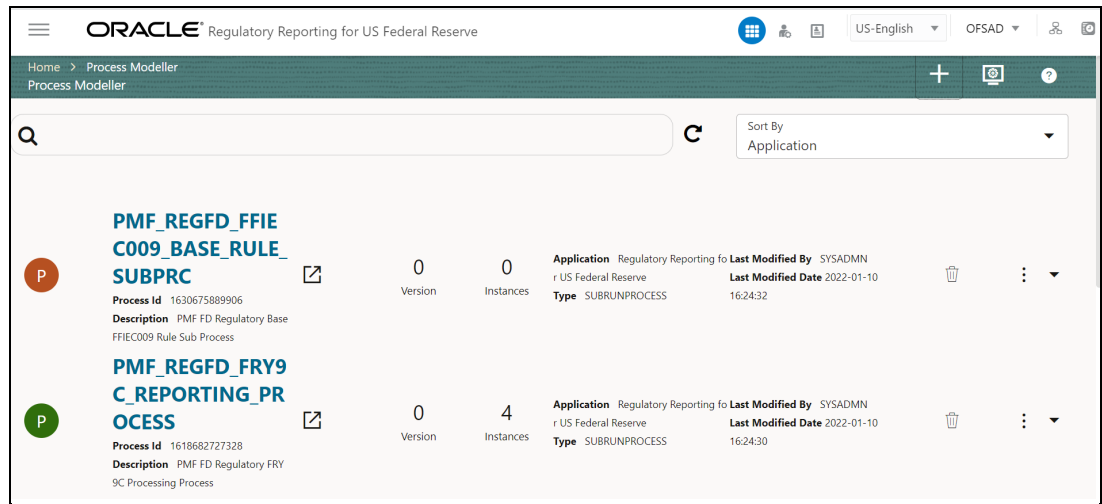 ORACLE® Regulatory Reporting for US Federal Reserve
US-English
OFSAD
Home > Process Modeller
Process Modeller
Sort By
Application
PMF_REGFD_FFIE
C009_BASE_RULE_
SUBPRC
Process Id 1630675889906
Description PMF FD Regulatory Base
FFIEC009 Rule Sub Process
P
0
Version
0
Instances
Application Regulatory Reporting fo
r US Federal Reserve
Type SUBRUNPROCESS
Last Modified By SYSADMN
Last Modified Date 2022-01-10
16:24:32
PMF_REGFD_FRY9
C_REPORTING_PR
OCESS
Process Id 1618682727328
Description PMF FD Regulatory FRY
9C Processing Process
P
0
Version
4
Instances
Application Regulatory Reporting fo
r US Federal Reserve
Type SUBRUNPROCESS
Last Modified By SYSADMN
Last Modified Date 2022-01-10
16:24:30